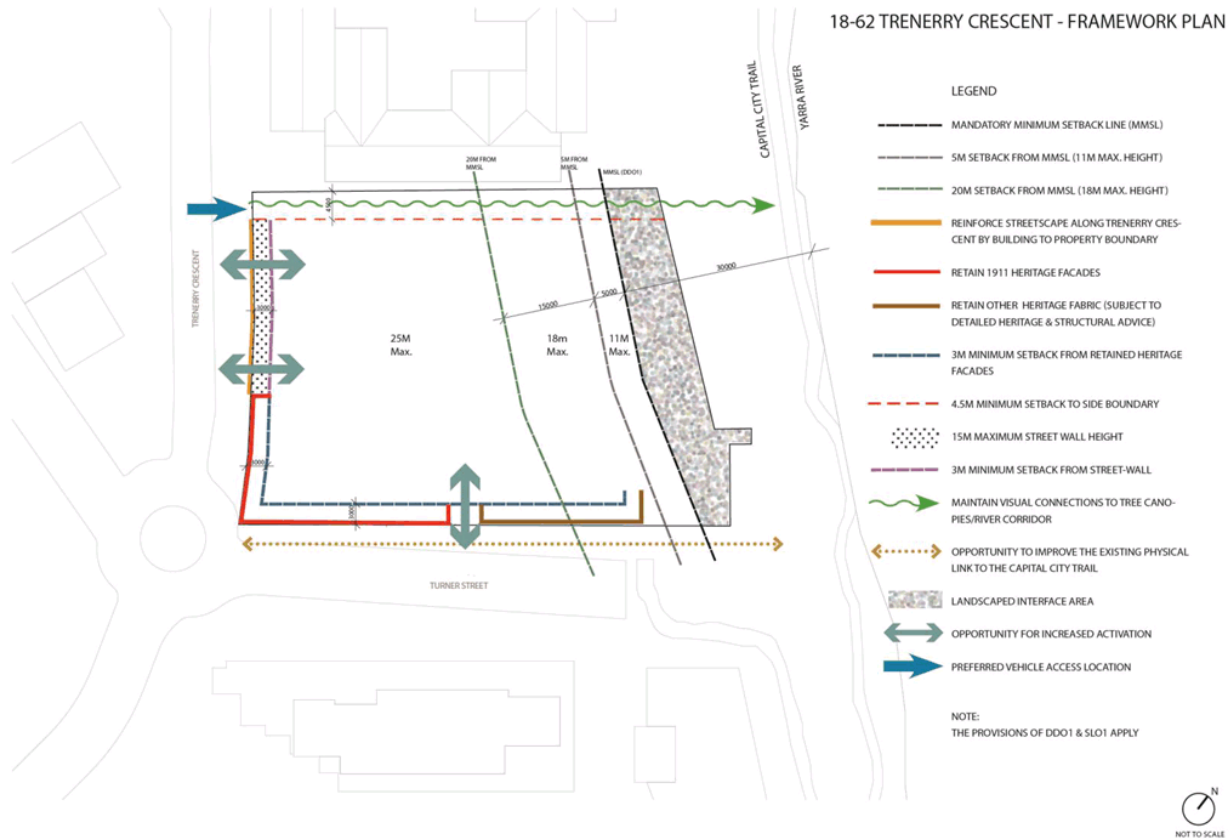 18-62 TRENERRY CRESCENT - FRAMEWORK PLAN
CAPITAL CITY TRAIL
YARRA RIVER
20M FROM
MMSL
5M FROM
MMSL
MMSL (DDO1)
4500
TRENERRY CRESCENT
3000
30000
5000
15000
25M
Max.
18m
Max.
11M
Max.
3000
3000
TURNER STREET
LEGEND
MANDATORY MINIMUM SETBACK LINE (MMSL)
5M SETBACK FROM MMSL (11M MAX. HEIGHT)
20M SETBACK FROM MMSL (18M MAX. HEIGHT)
REINFORCE STREETSCAPE ALONG TRENERRY CRES-
CENT BY BUILDING TO PROPERTY BOUNDARY
RETAIN 1911 HERITAGE FACADES
RETAIN OTHER HERITAGE FABRIC (SUBJECT TO
DETAILED HERITAGE & STRUCTURAL ADVICE)
3M MINIMUM SETBACK FROM RETAINED HERITAGE
FACADES
4.5M MINIMUM SETBACK TO SIDE BOUNDARY
15M MAXIMUM STREET WALL HEIGHT
3M MINIMUM SETBACK FROM STREET-WALL
MAINTAIN VISUAL CONNECTIONS TO TREE CANO-
PIES/RIVER CORRIDOR
OPPORTUNITY TO IMPROVE THE EXISTING PHYSICAL
LINK TO THE CAPITAL CITY TRAIL
LANDSCAPED INTERFACE AREA
OPPORTUNITY FOR INCREASED ACTIVATION
PREFERRED VEHICLE ACCESS LOCATION
NOTE:
THE PROVISIONS OF DDO1 & SLO1 APPLY
N
NOT TO SCALE